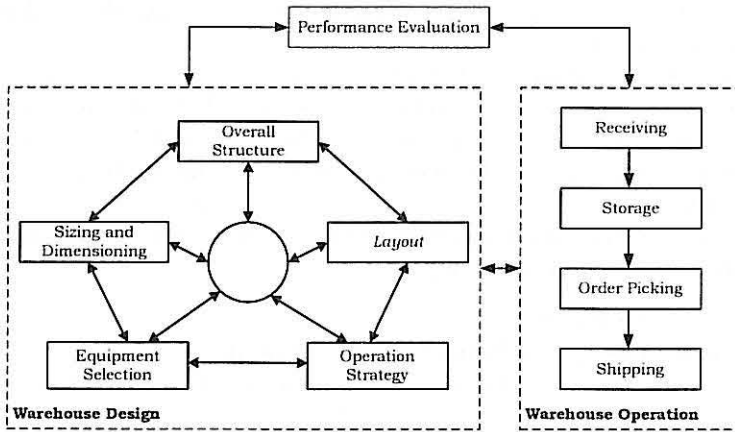 Performance Evaluation
Overall
Structure
Sizing and
Dimensioning
Layout
Equipment
Selection
Operation
Strategy
Warehouse Design
Receiving
Storage
Order Picking
Shipping
Warehouse Operation